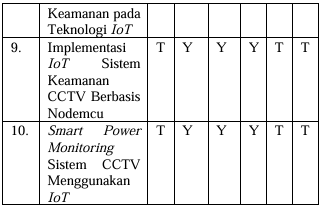 Keamanan pada
Teknologi IoT
9. Implementasi T Y Y Y T T
IoT Sistem
Keamanan
CCTV Berbasis
Nodemcu
10. Smart Power T Y Y Y T T
Monitoring
Sistem CCTV
Menggunakan
IoT